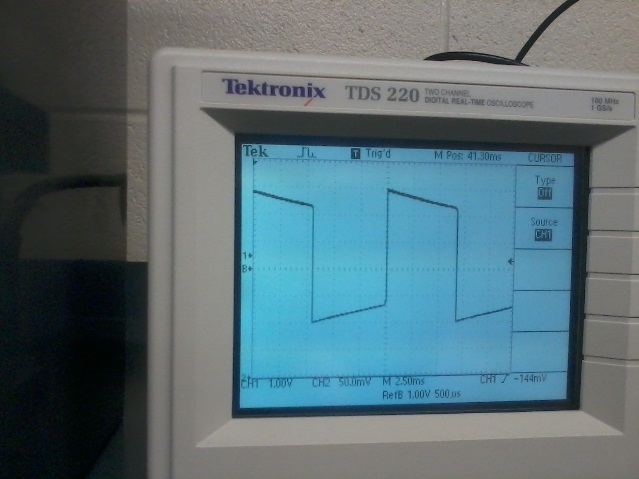 Tektronix TDS 220 TWO CHANNEL DIGITAL REAL-TIME OSCILLOSCOPE
100 MHz
1 GS/s
Tek T Trig'd M Pos: 41.30ms CURSOR
Type
Off
Source
CH1
1
B
CH1 1.00V CH2 50.0mV M 2.50ms CH1 -144mV
RefB 1.00V 500µs